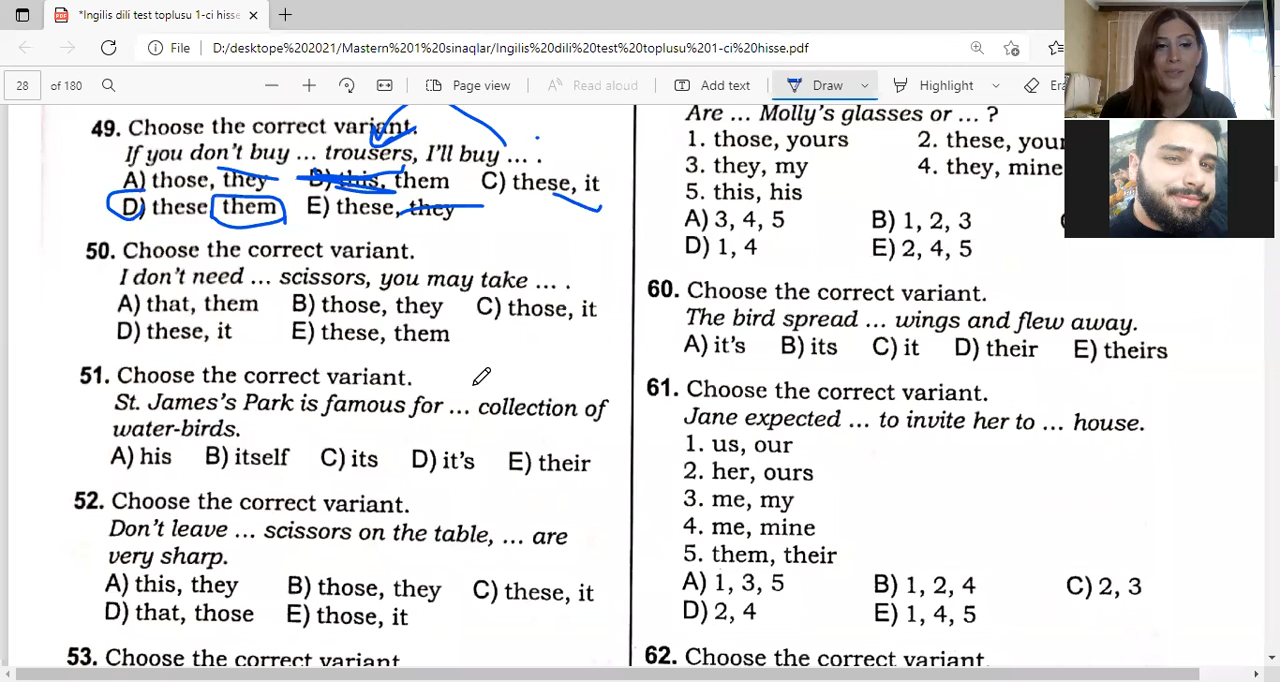 *Ingilis dili test toplusu 1-ci hisse
File
D:/desktope%202021/Mastern%201%20sinaqlar/Ingilis%20dili%20test%20toplusu%201-ci%20hisse.pdf
28 of 180
Page view
Read aloud
Add text
Draw
Highlight
49. Choose the correct variant.
If you don't buy ... trousers, I'll buy ... .
A) those, they B) this, them C) these, it
D) these them E) these, they
50. Choose the correct variant.
I don't need ... scissors, you may take ... .
A) that, them B) those, they C) those, it
D) these, it E) these, them
51. Choose the correct variant.
St. James's Park is famous for ... collection of
water-birds.
A) his B) itself C) its D) it's E) their
52. Choose the correct variant.
Don't leave ... scissors on the table, ... are
very sharp.
A) this, they B) those, they C) these, it
D) that, those E) those, it
53. Choose the correct variant
Are ... Molly's glasses or ... ?
1. those, yours 2. these, your
3. they, my 4. they, mine
5. this, his
A) 3, 4, 5 B) 1, 2, 3
D) 1, 4 E) 2, 4, 5
60. Choose the correct variant.
The bird spread ... wings and flew away.
A) it's B) its C) it D) their E) theirs
61. Choose the correct variant.
Jane expected ... to invite her to ... house.
1. us, our
2. her, ours
3. me, my
4. me, mine
5. them, their
A) 1, 3, 5 B) 1, 2, 4 C) 2, 3
D) 2, 4 E) 1, 4, 5
62. Choose the correct variant.